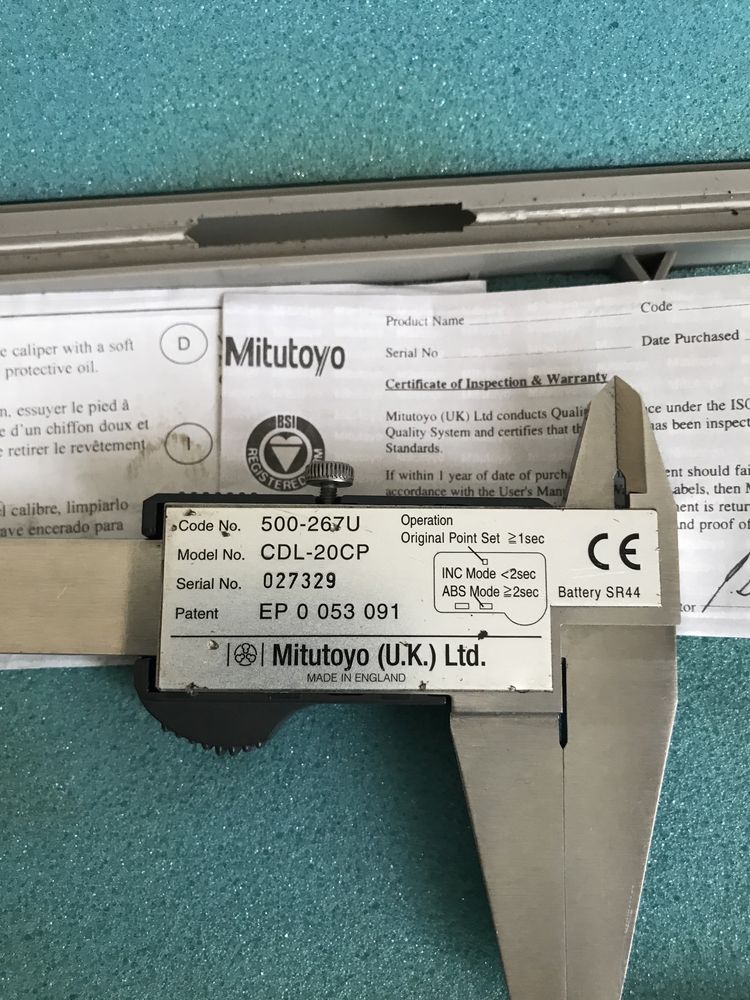 e caliper with a soft
protective oil.
D
n, essuyer le pied à
e d'un chiffon doux et
retirer le revêtement
I
l calibre, limpiarlo
ave encerado para
Mitutoyo
BSI
REGISTERED
Product Name
Code
Serial No
Date Purchased
Certificate of Inspection & Warranty
Mitutoyo (UK) Ltd conducts Quali ce under the ISO
Quality System and certifies that th as been inspect
Standards.
If within 1 year of date of purch ent should fai
accordance with the User's Manu abels, then M
nent is retur
nd proof of
tor
Code No. 500-267U
Model No. CDL-20CP
Serial No. 027329
Patent EP 0 053 091
Operation
Original Point Set ≧1sec
INC Mode <2sec
ABS Mode ≧2sec
CE
Battery SR44
Mitutoyo (U.K.) Ltd.
MADE IN ENGLAND